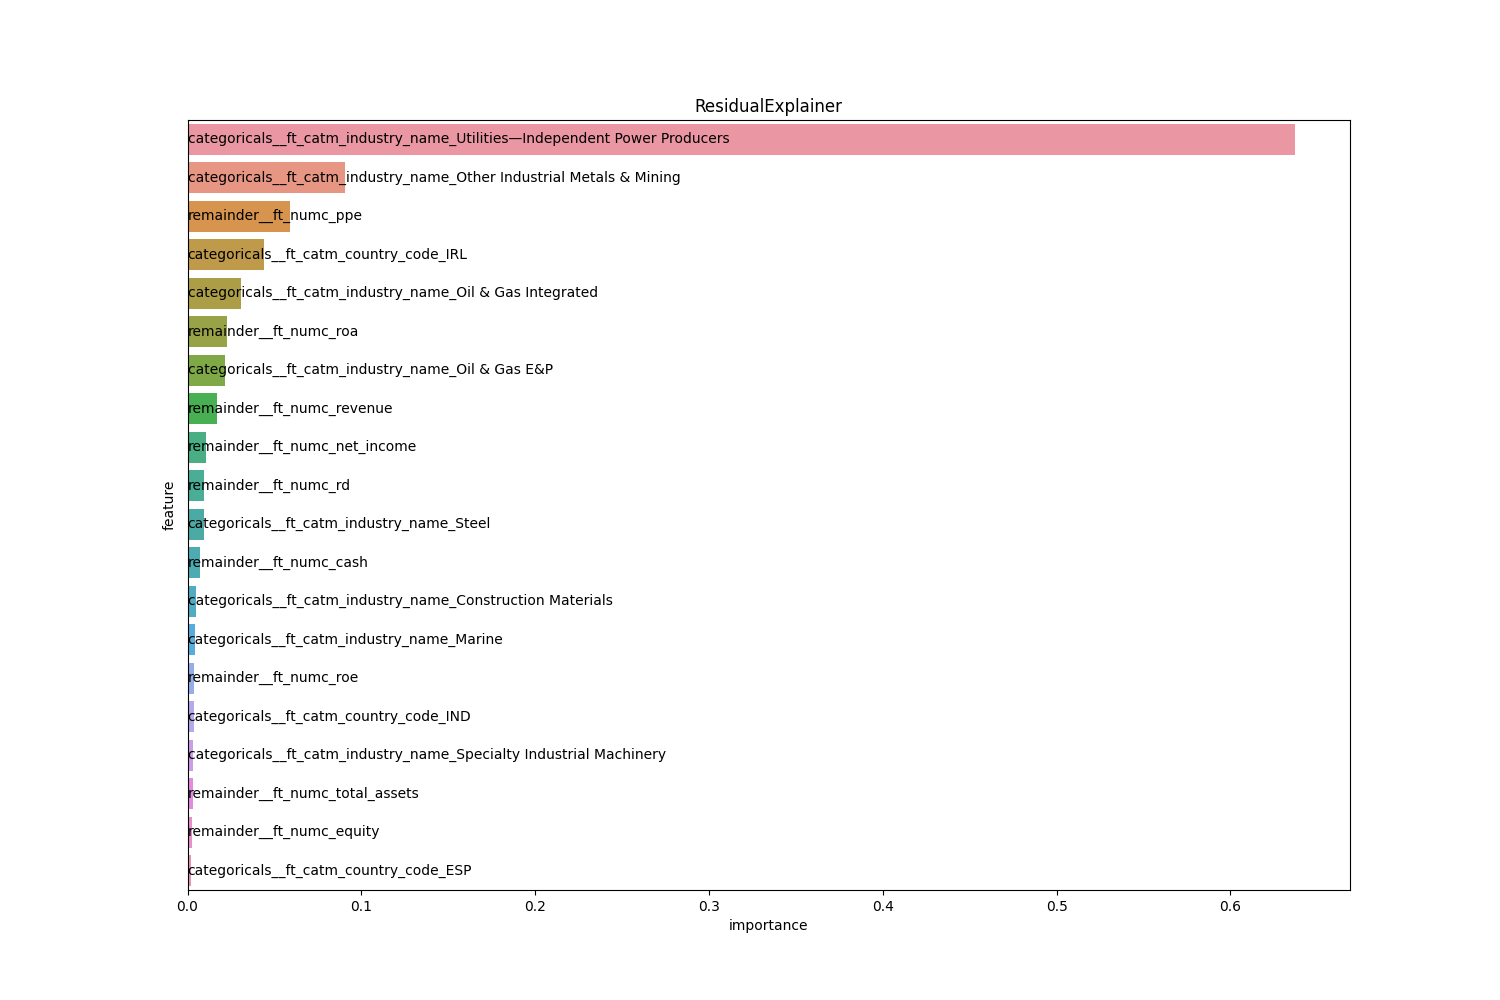 ResidualExplainer
categoricals__ft_catm_industry_name_Utilities—Independent Power Producers
categoricals__ft_catm_industry_name_Other Industrial Metals & Mining
remainder__ft_numc_ppe
categoricals__ft_catm_country_code_IRL
categoricals__ft_catm_industry_name_Oil & Gas Integrated
remainder__ft_numc_roa
categoricals__ft_catm_industry_name_Oil & Gas E&P
remainder__ft_numc_revenue
remainder__ft_numc_net_income
remainder__ft_numc_rd
categoricals__ft_catm_industry_name_Steel
remainder__ft_numc_cash
categoricals__ft_catm_industry_name_Construction Materials
categoricals__ft_catm_industry_name_Marine
remainder__ft_numc_roe
categoricals__ft_catm_country_code_IND
categoricals__ft_catm_industry_name_Specialty Industrial Machinery
remainder__ft_numc_total_assets
remainder__ft_numc_equity
categoricals__ft_catm_country_code_ESP
feature
0.0 0.1 0.2 0.3 0.4 0.5 0.6
importance